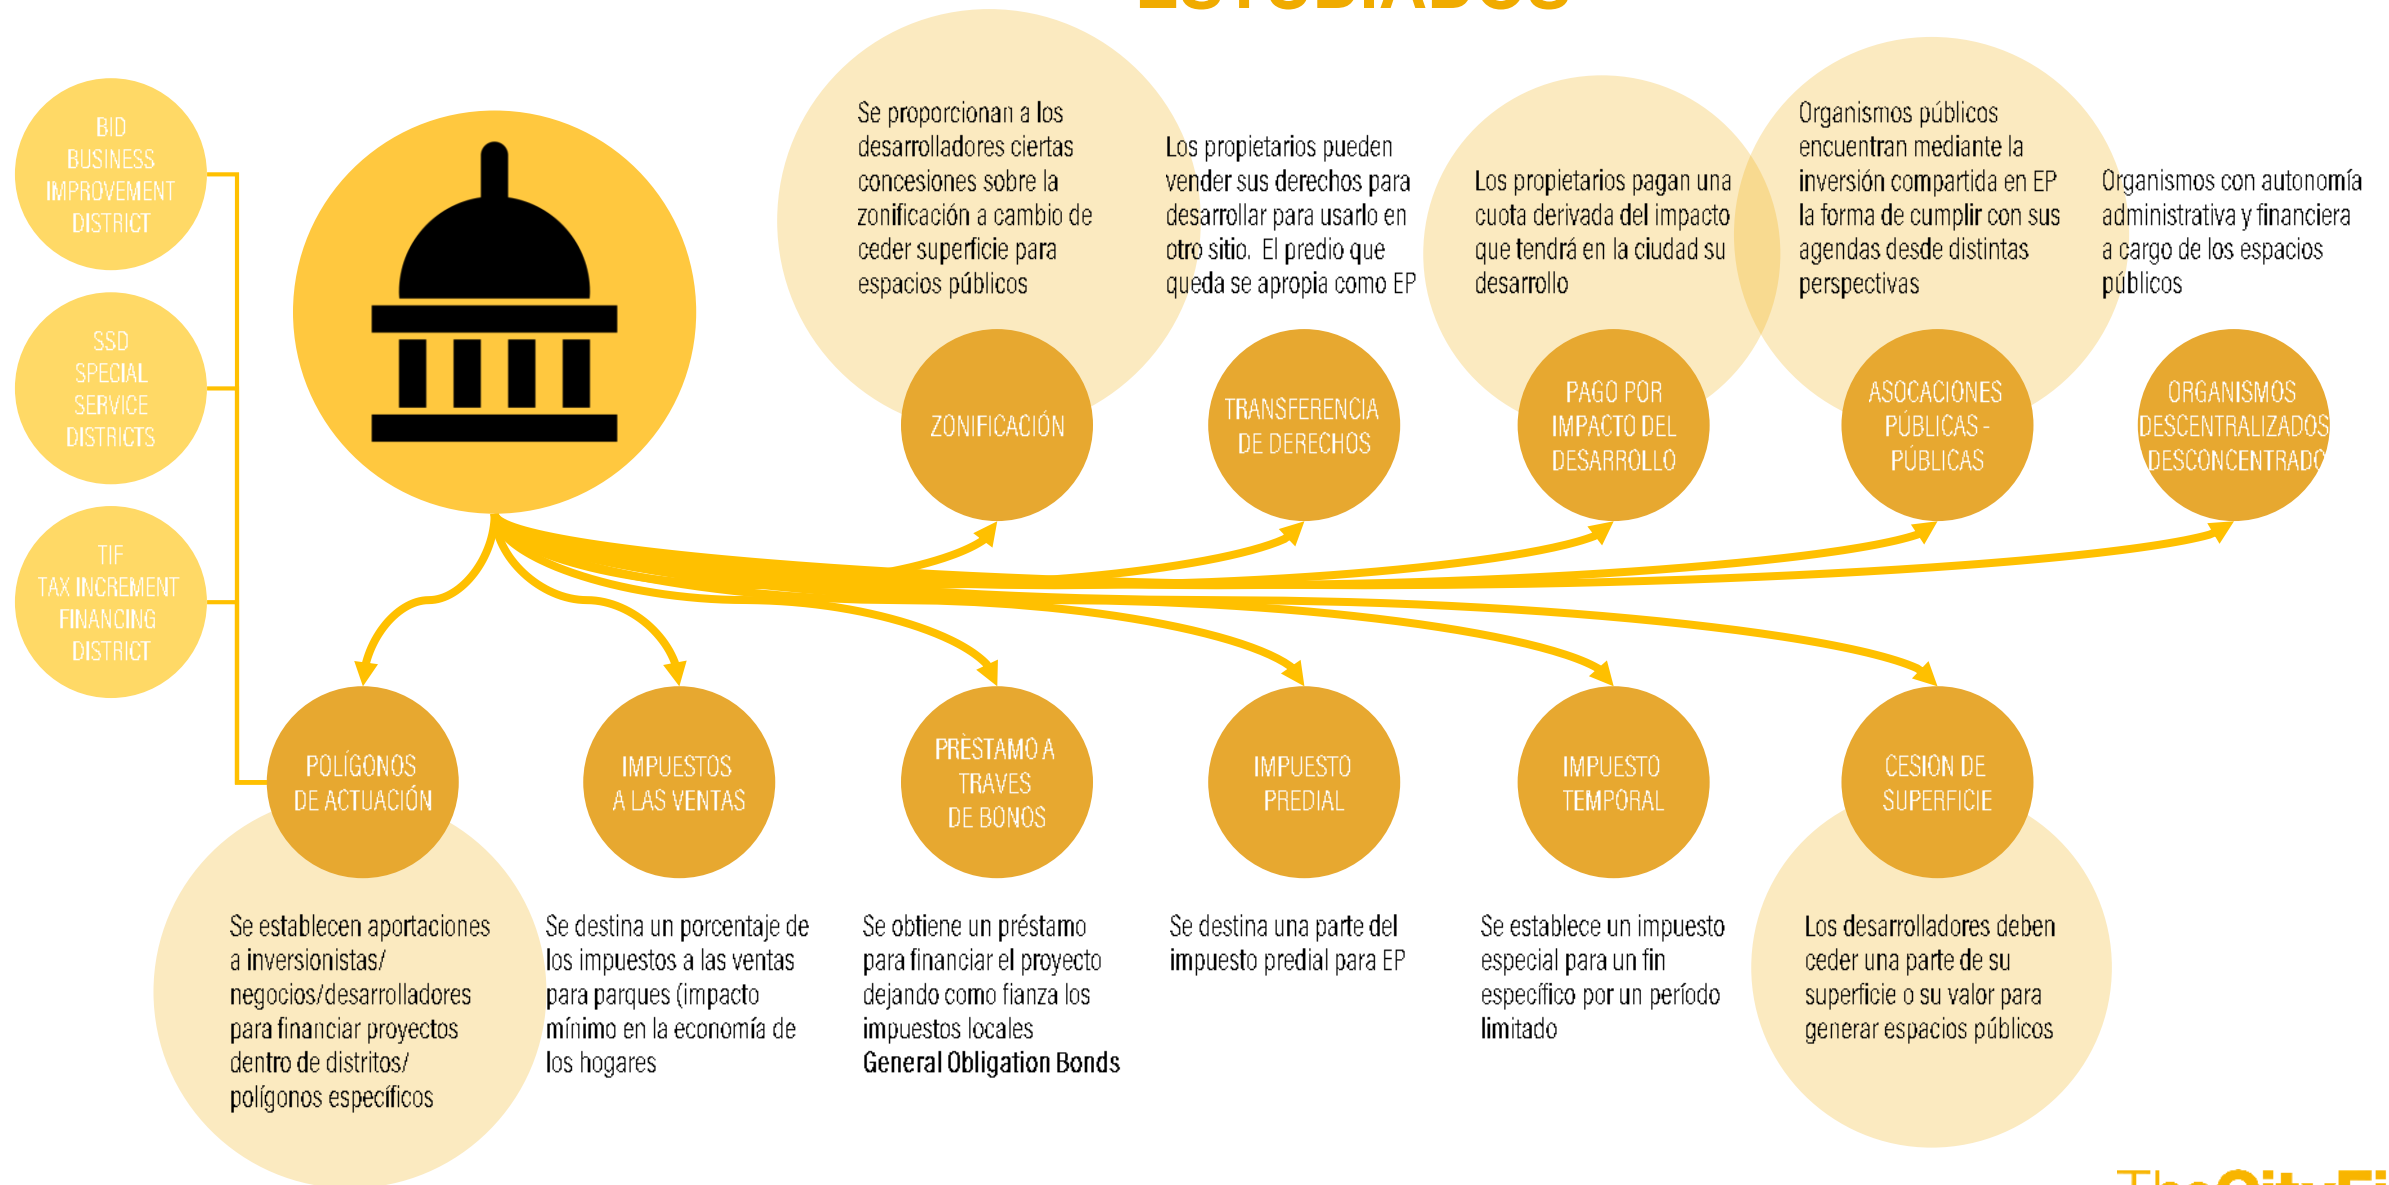 ESTUDIADOS
BID
BUSINESS
IMPROVEMENT
DISTRICT
SSD
SPECIAL
SERVICE
DISTRICTS
TIF
TAX INCREMENT
FINANCING
DISTRICT
Se proporcionan a los
desarrolladores ciertas
concesiones sobre la
zonificación a cambio de
ceder superficie para
espacios públicos
ZONIFICACIÓN
Los propietarios pueden
vender sus derechos para
desarrollar para usarlo en
otro sitio. El predio que
queda se apropia como EP
TRANSFERENCIA
DE DERECHOS
Los propietarios pagan una
cuota derivada del impacto
que tendrá en la ciudad su
desarrollo
PAGO POR
IMPACTO DEL
DESARROLLO
Organismos públicos
encuentran mediante la
inversión compartida en EP
la forma de cumplir con sus
agendas desde distintas
perspectivas
ASOCACIONES
PÚBLICAS -
PÚBLICAS
Organismos con autonomía
administrativa y financiera
a cargo de los espacios
públicos
ORGANISMOS
DESCENTRALIZADOS
DESCONCENTRADO
POLÍGONOS
DE ACTUACIÓN
Se establecen aportaciones
a inversionistas/
negocios/desarrolladores
para financiar proyectos
dentro de distritos/
polígonos específicos
IMPUESTOS
A LAS VENTAS
Se destina un porcentaje de
los impuestos a las ventas
para parques (impacto
mínimo en la economía de
los hogares
PRÈSTAMO A
TRAVES
DE BONOS
Se obtiene un préstamo
para financiar el proyecto
dejando como fianza los
impuestos locales
General Obligation Bonds
IMPUESTO
PREDIAL
Se destina una parte del
impuesto predial para EP
IMPUESTO
TEMPORAL
Se establece un impuesto
especial para un fin
específico por un período
limitado
CESION DE
SUPERFICIE
Los desarrolladores deben
ceder una parte de su
superficie o su valor para
generar espacios públicos